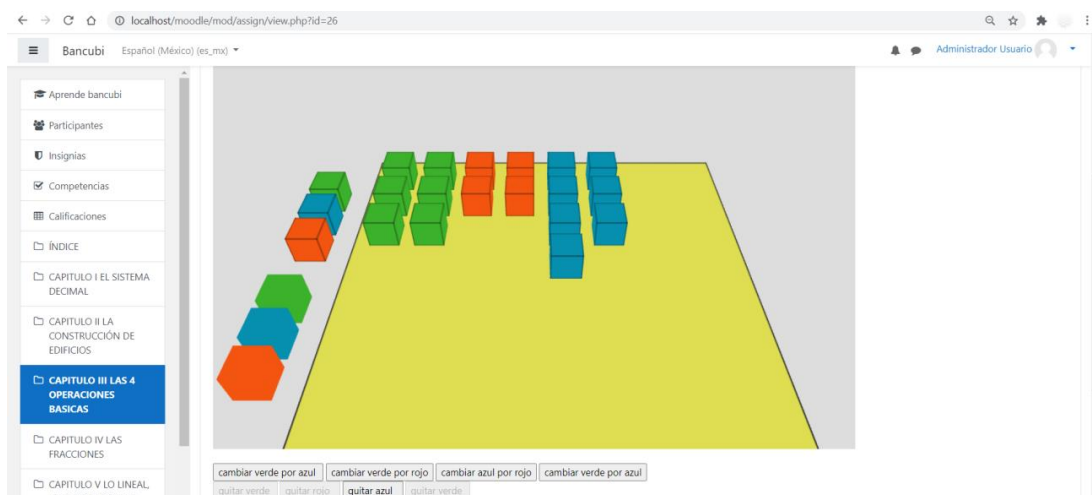 localhost/moodle/mod/assign/view.php?id=26
Bancubi Español (México) (es_mx) Administrador Usuario
Aprende bancubi
Participantes
Insignias
Competencias
Calificaciones
ÍNDICE
CAPITULO I EL SISTEMA
DECIMAL
CAPITULO II LA
CONSTRUCCIÓN DE
EDIFICIOS
CAPITULO III LAS 4
OPERACIONES
BASICAS
CAPITULO IV LAS
FRACCIONES
CAPITULO V LO LINEAL,
cambiar verde por azul cambiar verde por rojo cambiar azul por rojo cambiar verde por azul
quitar verde quitar rojo quitar azul quitar verde